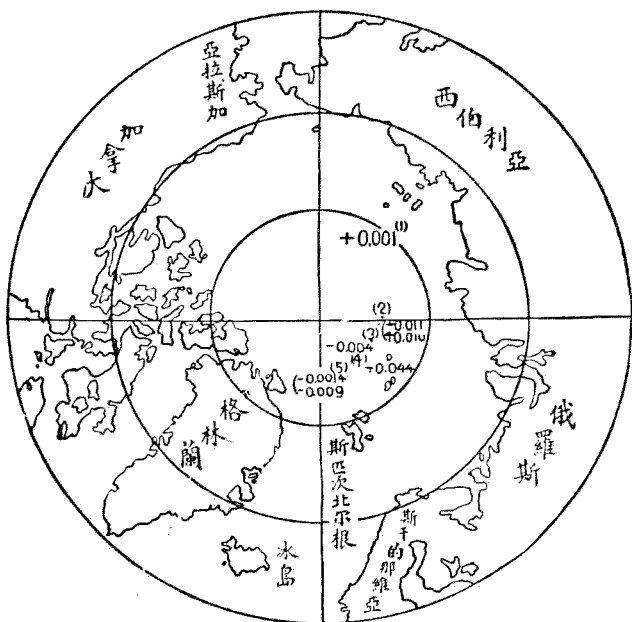 亞拉斯加
加拿大
西伯利亞
+0.001(1)
(2)
-0.011
+0.010
(3)
-0.004
(4)
+0.044
(5)
-0.0014
-0.009
格林蘭
俄羅斯
斯匹次北尔根
斯干的那維亞
冰島